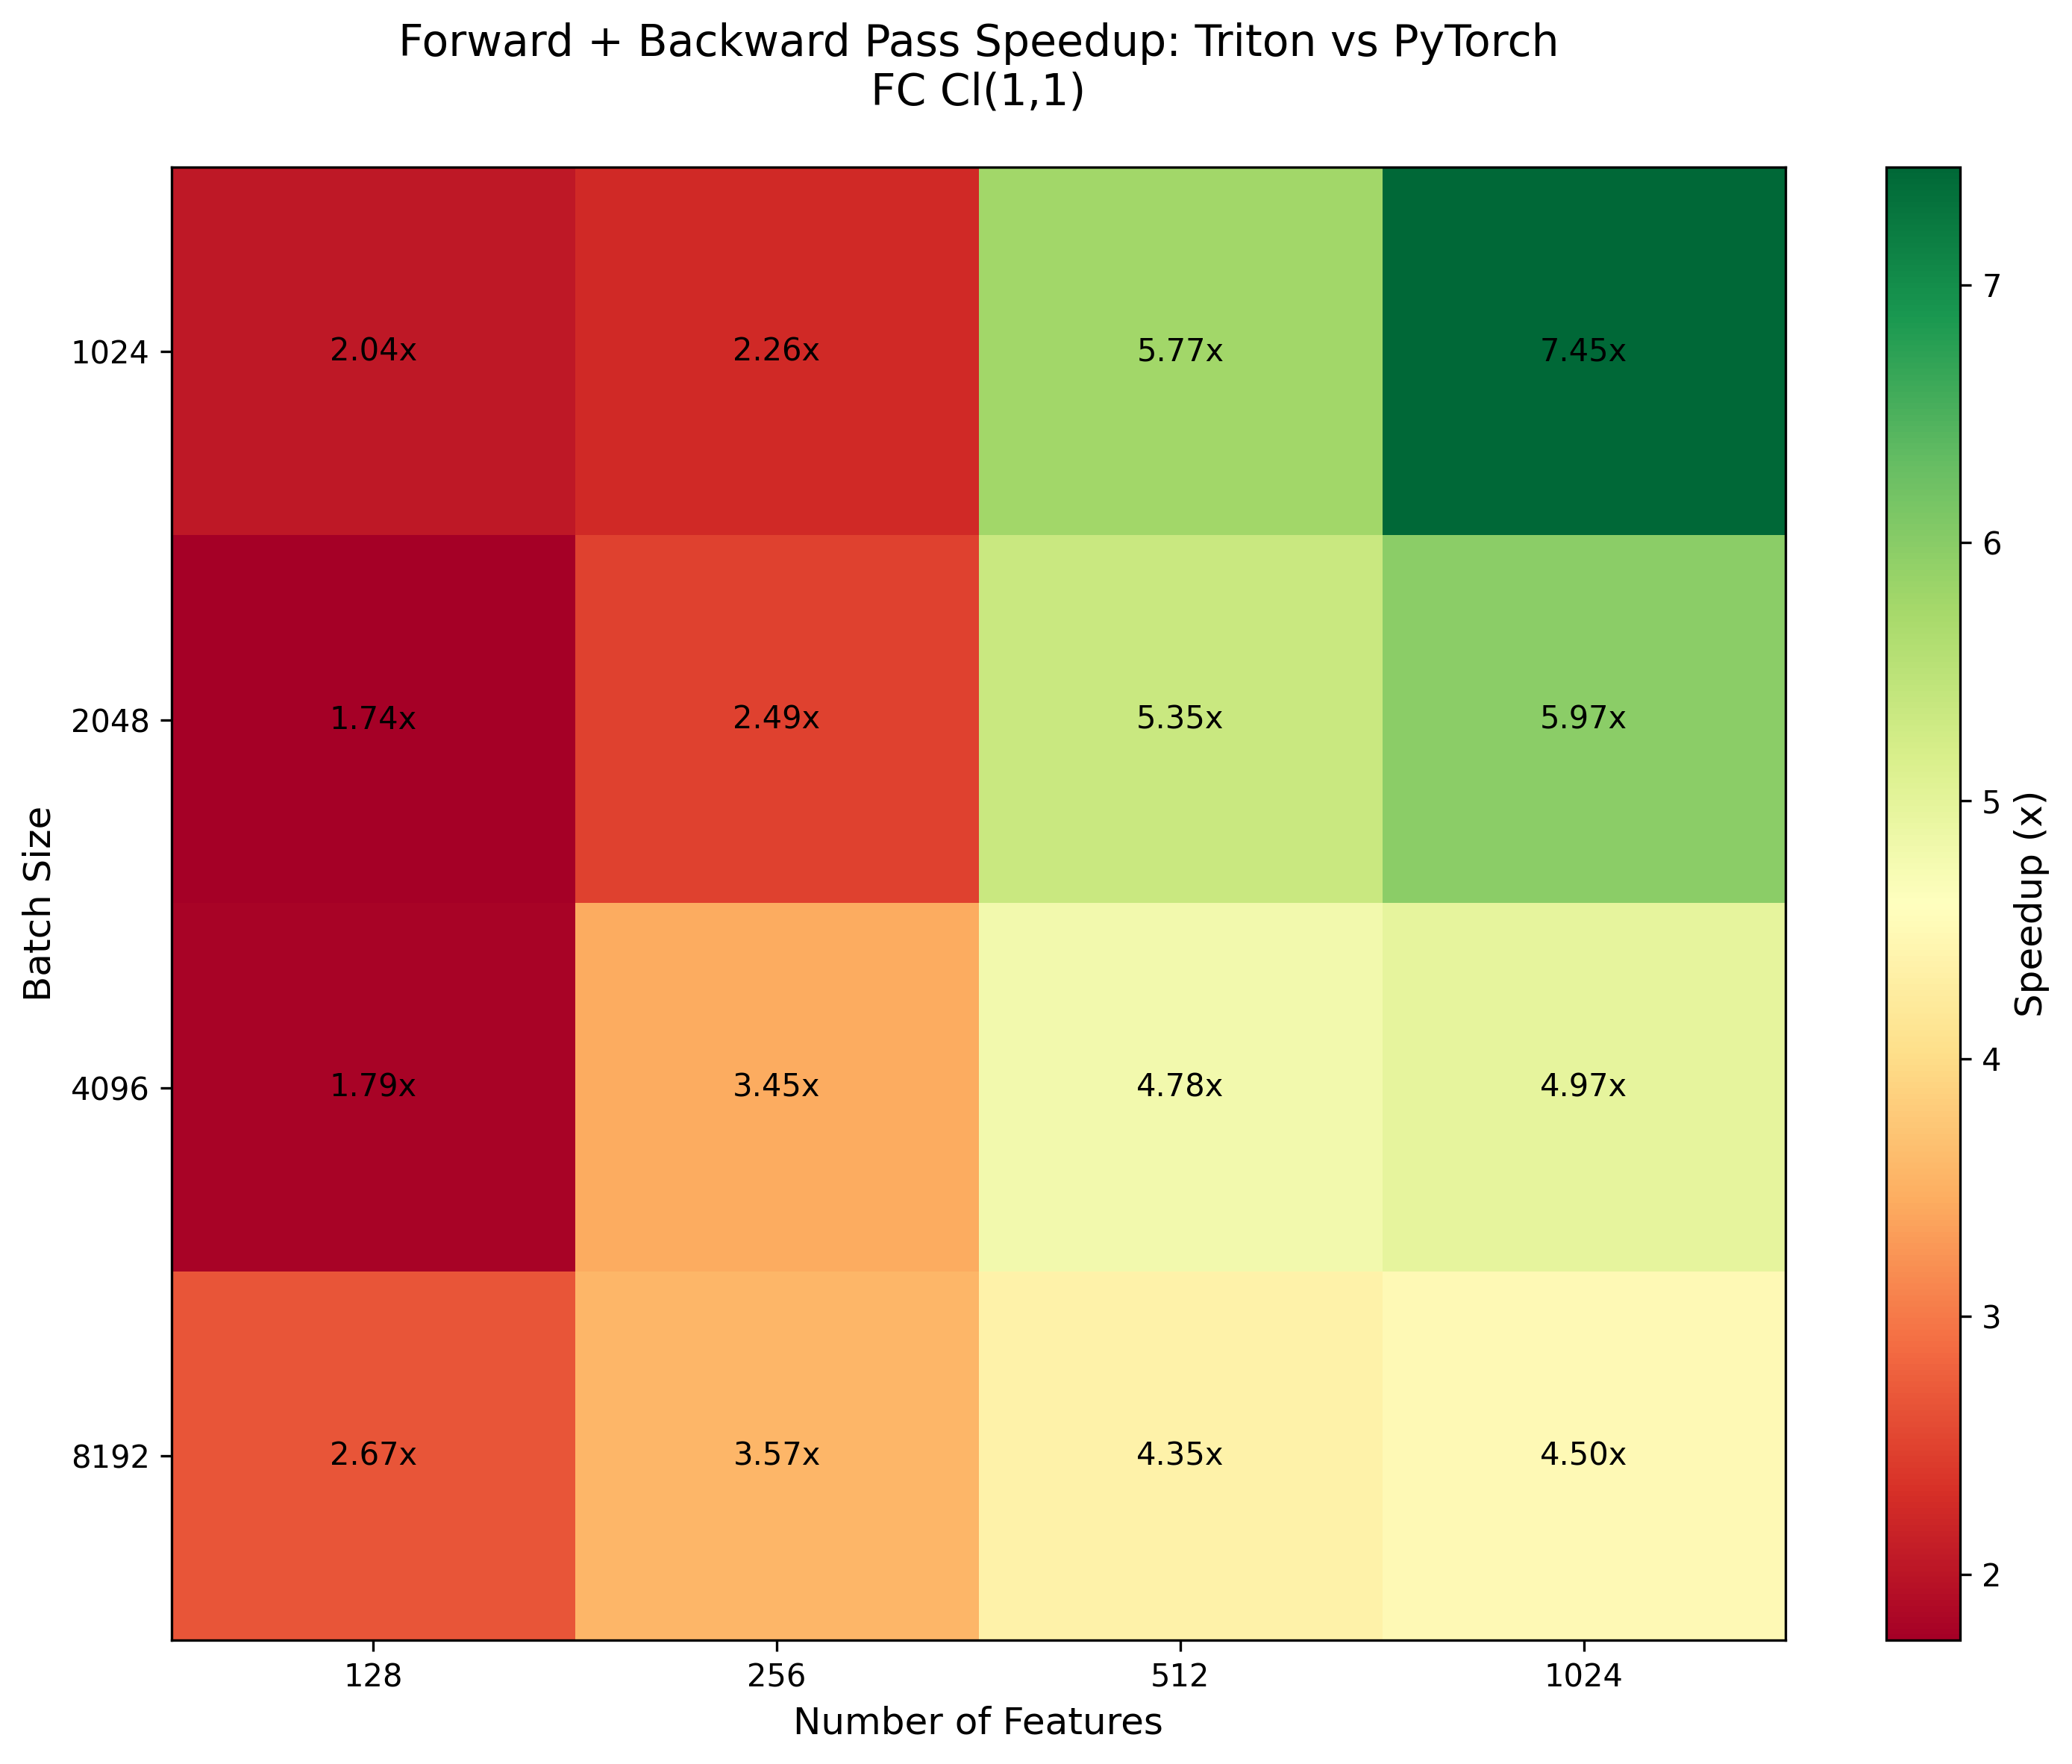 Forward + Backward Pass Speedup: Triton vs PyTorch
FC Cl(1,1)
Batch Size
1024
2.04x
2.26x
5.77x
7.45x
2048
1.74x
2.49x
5.35x
5.97x
4096
1.79x
3.45x
4.78x
4.97x
8192
2.67x
3.57x
4.35x
4.50x
128
256
512
1024
Number of Features
7
6
5
4
3
2
Speedup (x)